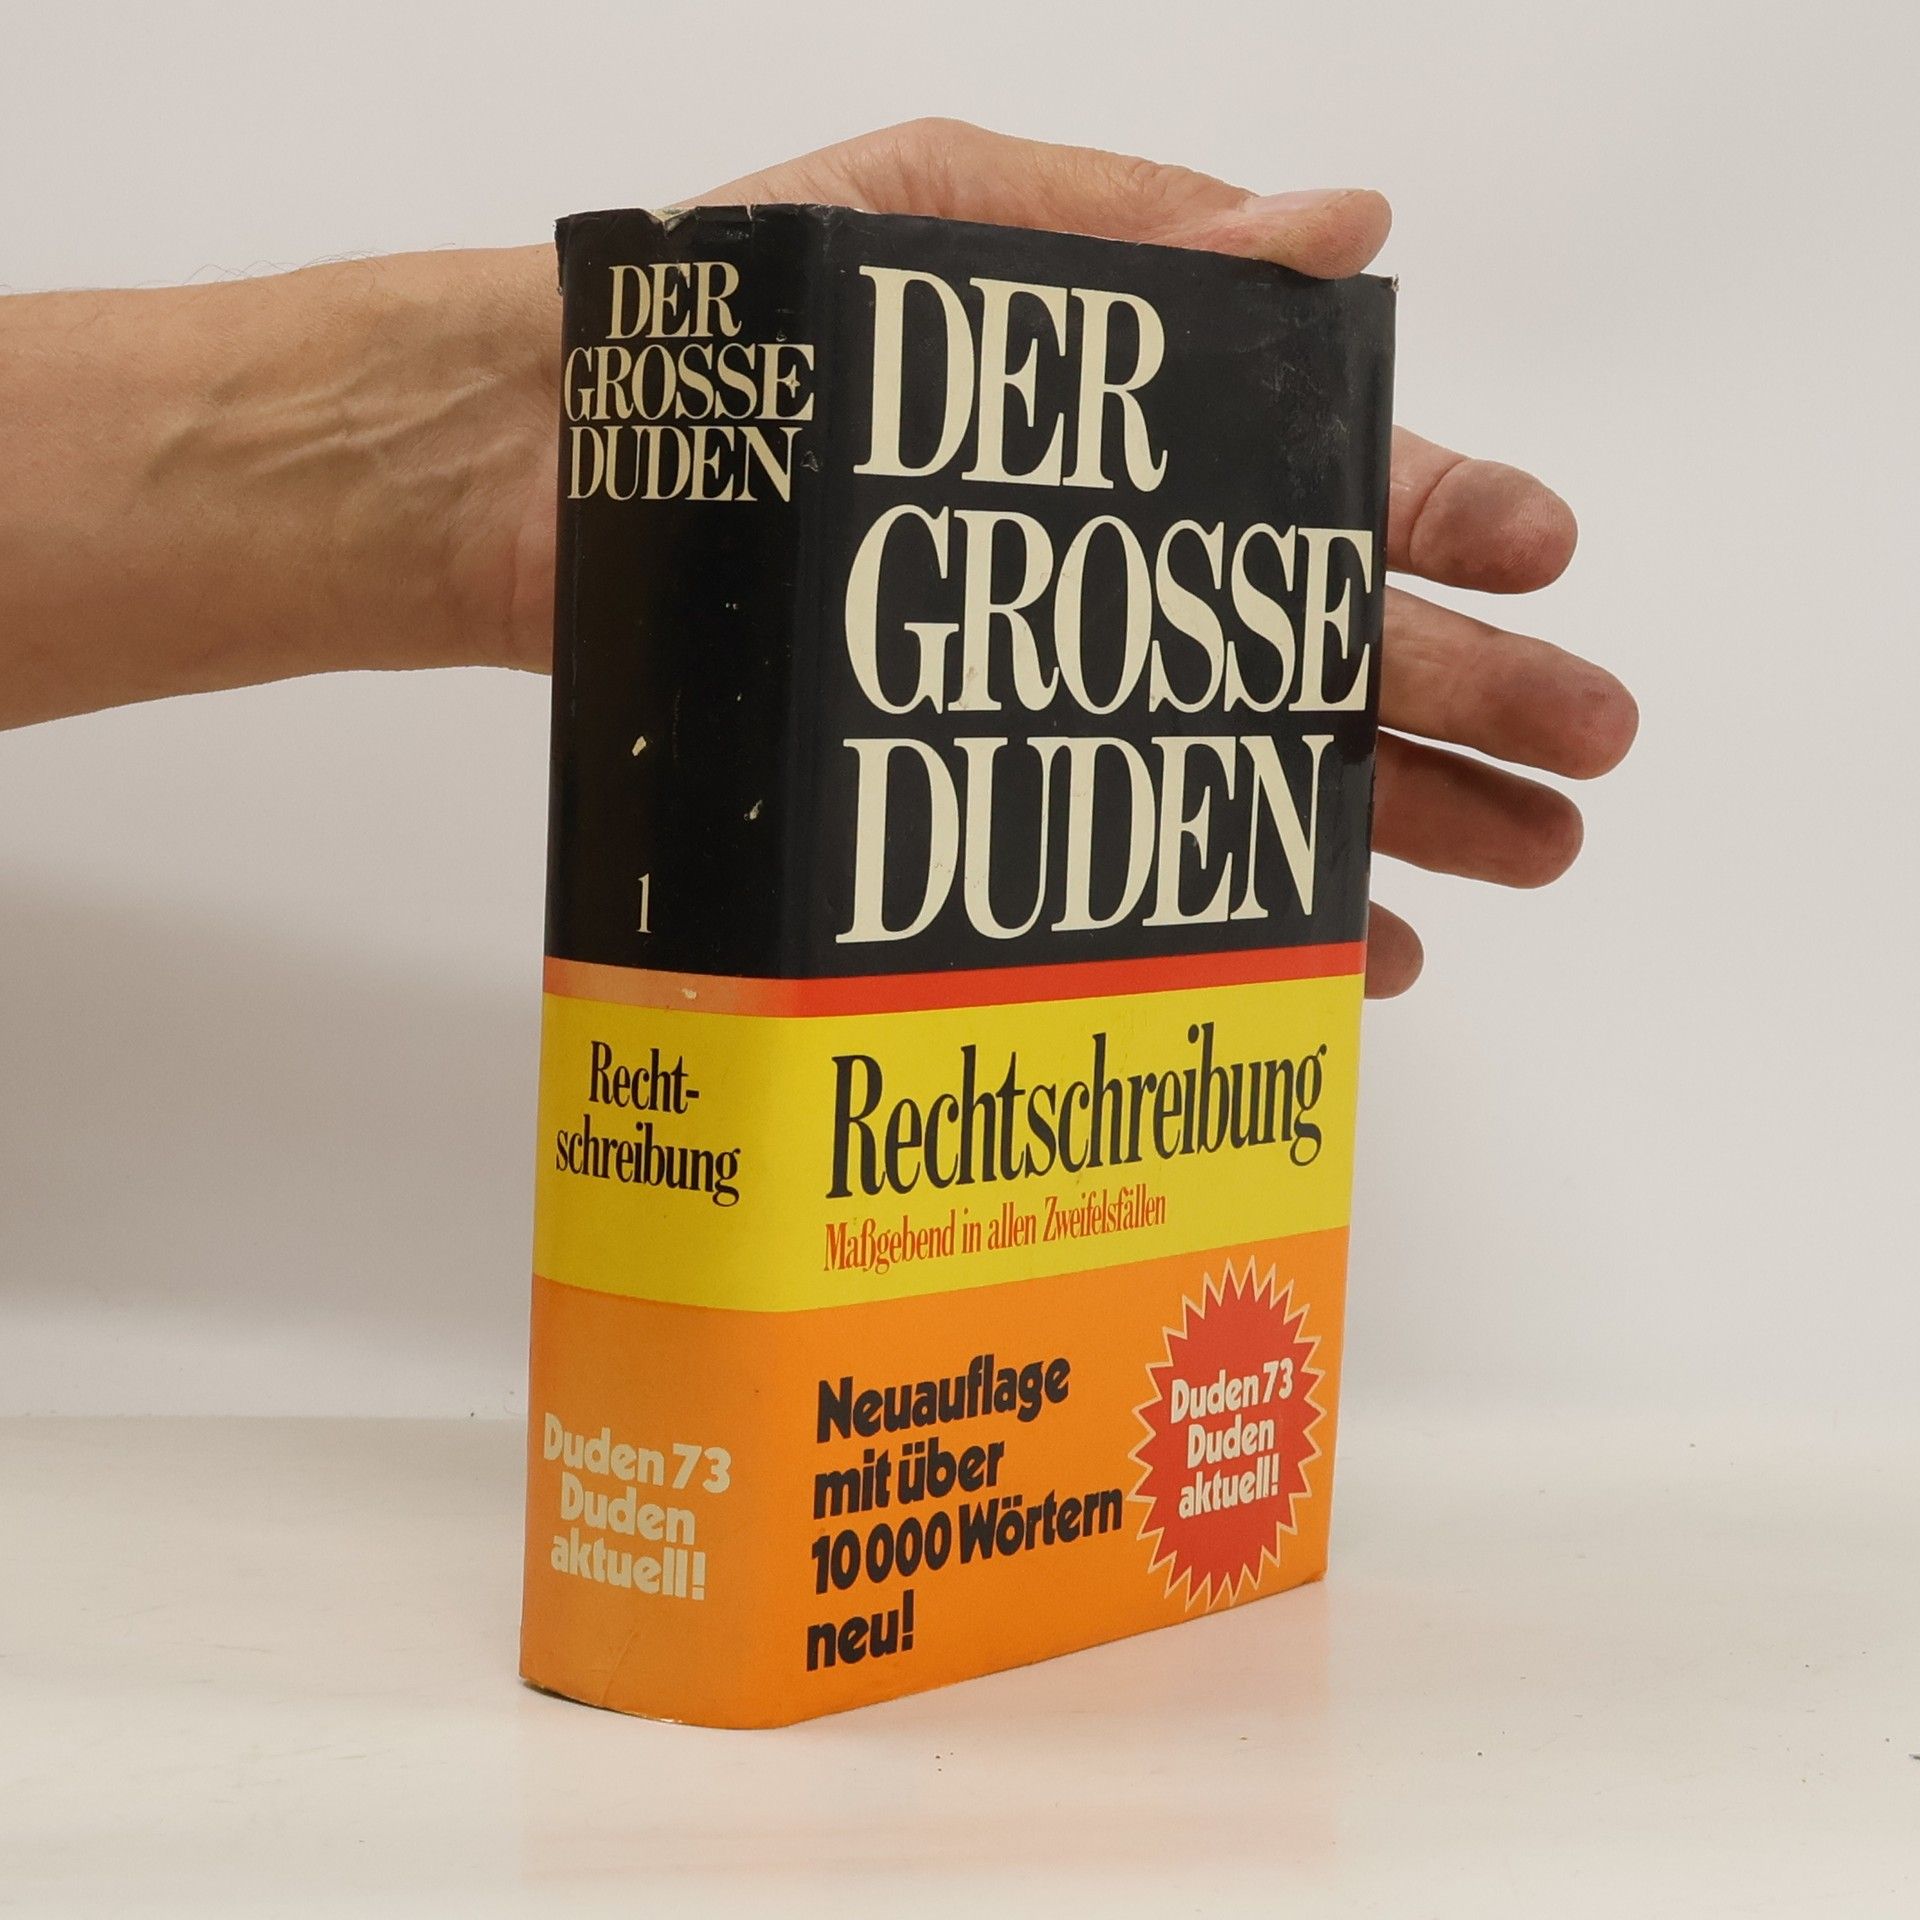 DER
GROSSE
DUDEN
1
Recht-
schreibung
Duden 73
Duden
aktuell!
DER
GROSSE
DUDEN
Rechtschreibung
Maßgebend in allen Zweifelsfällen
Neuauflage
mit über
10 000 Wörtern
neu!
Duden 73
Duden
aktuell!